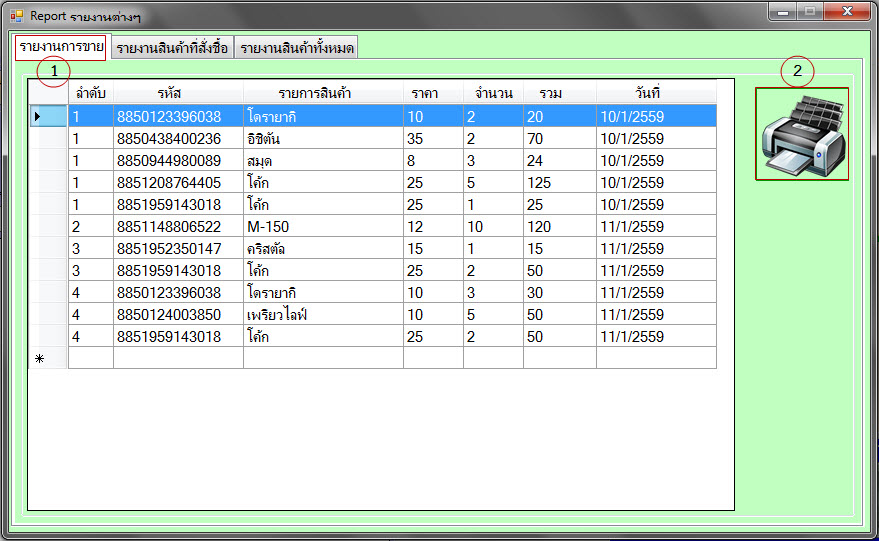 Report รายงานต่างๆ
รายงานการขาย รายงานสินค้าที่สั่งซื้อ รายงานสินค้าทั้งหมด
1 2
ลำดับ รหัส รายการสินค้า ราคา จำนวน รวม วันที่
1 8850123396038 โดรายากิ 10 2 20 10/1/2559
1 8850438400236 อิชิตัน 35 2 70 10/1/2559
1 8850944980089 สมุด 8 3 24 10/1/2559
1 8851208764405 โค้ก 25 5 125 10/1/2559
1 8851959143018 โค้ก 25 1 25 10/1/2559
2 8851148806522 M-150 12 10 120 11/1/2559
3 8851952350147 คริสตัล 15 1 15 11/1/2559
3 8851959143018 โค้ก 25 2 50 11/1/2559
4 8850123396038 โดรายากิ 10 3 30 11/1/2559
4 8850124003850 เพรียวไลฟ์ 10 5 50 11/1/2559
4 8851959143018 โค้ก 25 2 50 11/1/2559